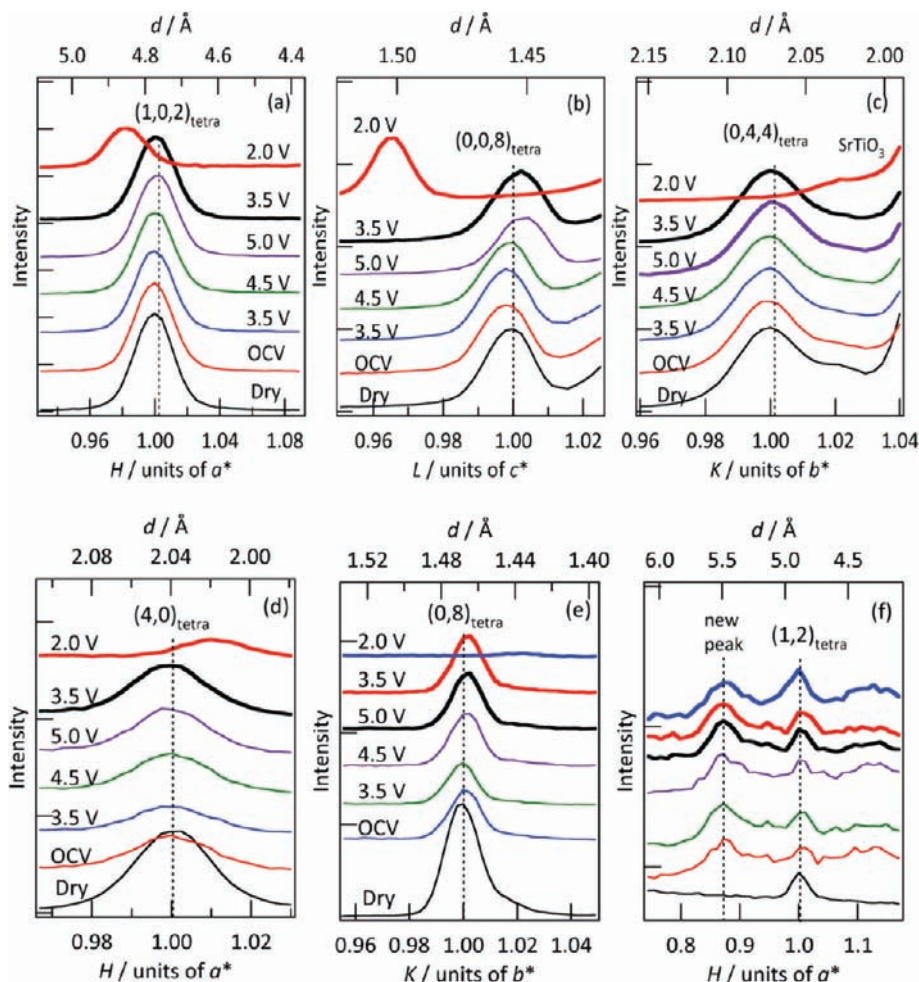 d / Å
5.0 4.8 4.6 4.4
(a)
(1,0,2)tetra
2.0 V
3.5 V
5.0 V
4.5 V
3.5 V
OCV
Dry
Intensity
0.96 1.00 1.04 1.08
H / units of a*
d / Å
1.50 1.45
(b)
2.0 V
(0,0,8)tetra
3.5 V
5.0 V
4.5 V
3.5 V
OCV
Dry
Intensity
0.96 0.98 1.00 1.02
L / units of c*
d / Å
2.15 2.10 2.05 2.00
(c)
(0,4,4)tetra
SrTiO3
2.0 V
3.5 V
5.0 V
4.5 V
3.5 V
OCV
Dry
Intensity
0.96 0.98 1.00 1.02 1.04
K / units of b*
d / Å
2.08 2.04 2.00
(d)
(4,0)tetra
2.0 V
3.5 V
5.0 V
4.5 V
3.5 V
OCV
Dry
Intensity
0.98 1.00 1.02
H / units of a*
d / Å
1.52 1.48 1.44 1.40
(e)
(0,8)tetra
2.0 V
3.5 V
5.0 V
4.5 V
3.5 V
OCV
Dry
Intensity
0.96 0.98 1.00 1.02 1.04
K / units of b*
d / Å
6.0 5.5 4.9 4.5
(f)
new
peak
(1,2)tetra
Intensity
0.8 0.9 1.0 1.1
H / units of a*